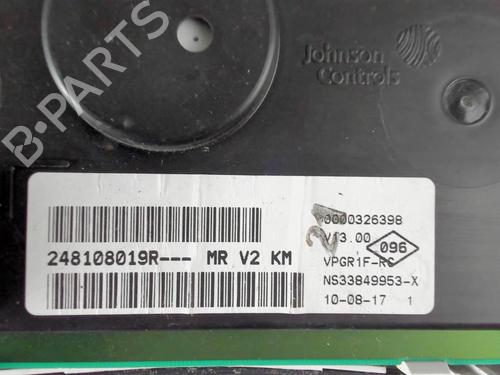 B-PARTS
Johnson
Controls
0000326398
V13.00
096
248108019R--- MR V2 KM
VPGR1F-RC
NS33849953-X
10-08-17 1